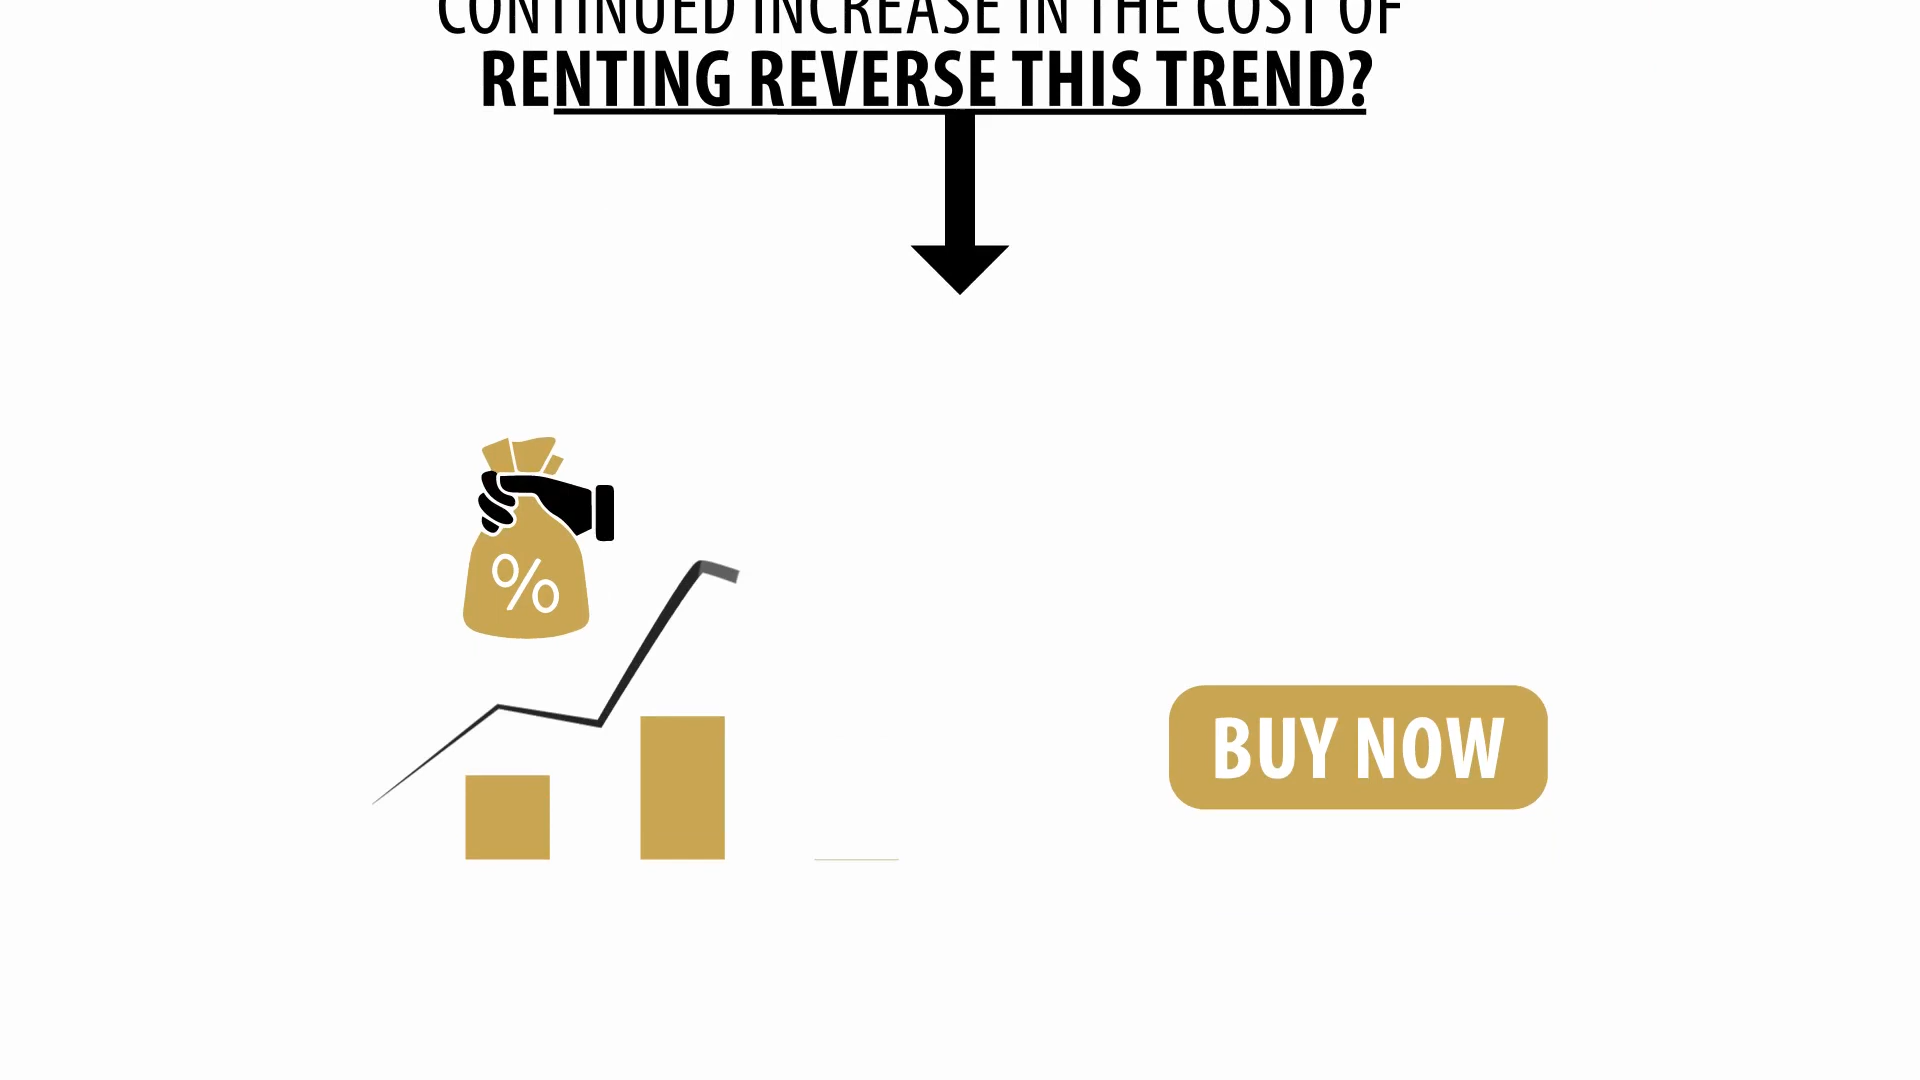 CONTINUED INCREASE IN THE COST OF
RENTING REVERSE THIS TREND?
%
BUY NOW